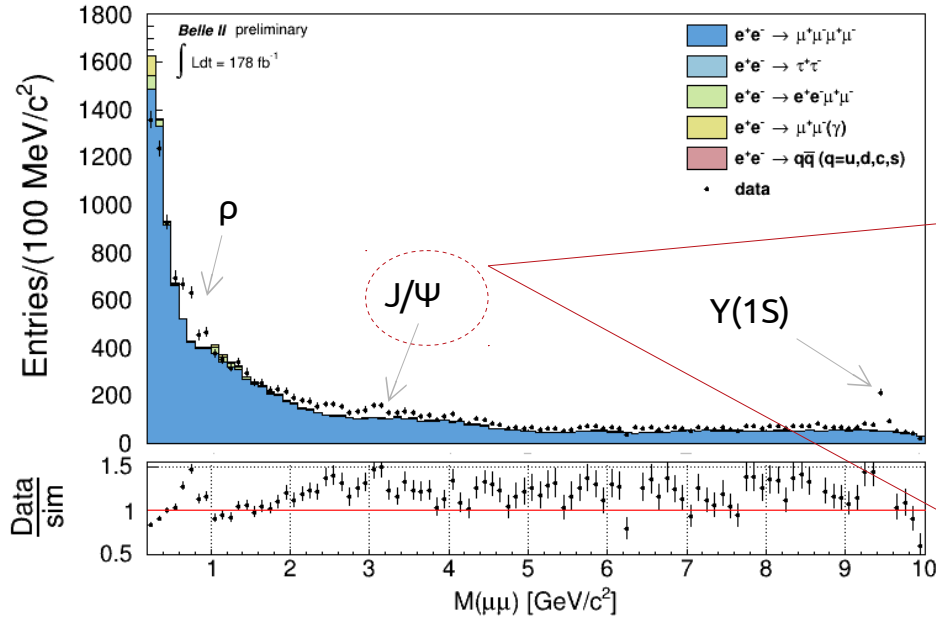 Belle II preliminary
∫ Ldt = 178 fb⁻¹
e⁺e⁻ → μ⁺μ⁻μ⁺μ⁻
e⁺e⁻ → τ⁺τ⁻
e⁺e⁻ → e⁺e⁻μ⁺μ⁻
e⁺e⁻ → μ⁺μ⁻(γ)
e⁺e⁻ → qq̅ (q=u,d,c,s)
data
Entries/(100 MeV/c²)
1800
1600
1400
1200
1000
800
600
400
200
0
ρ
J/Ψ
Υ(1S)
Data
sim
1.5
1
0.5
1 2 3 4 5 6 7 8 9 10
M(μμ) [GeV/c²]